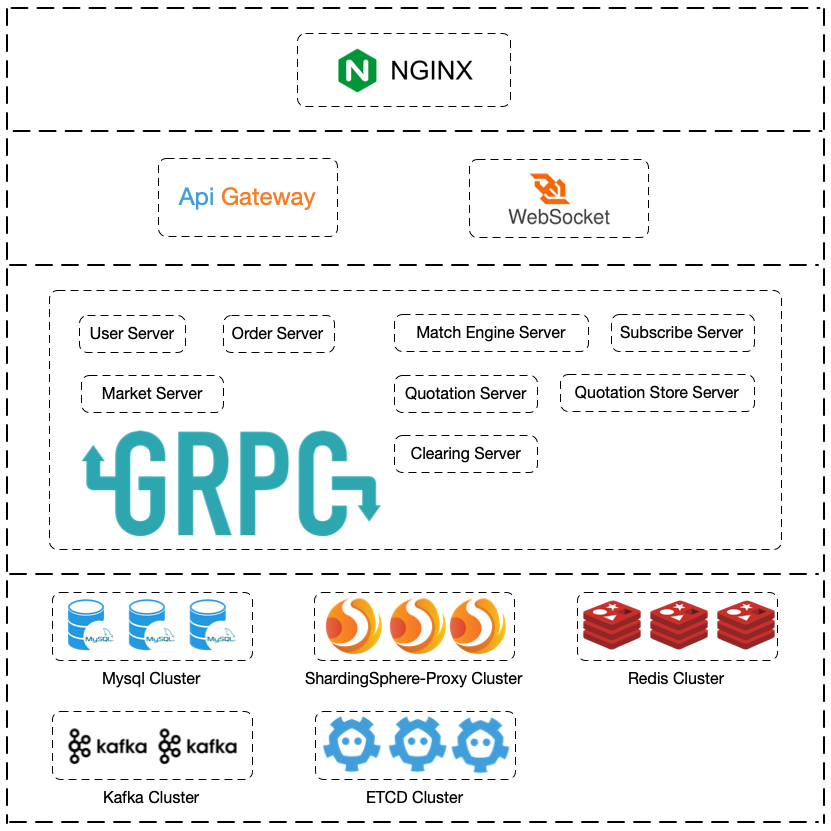 NGINX
Api Gateway
WebSocket
User Server
Order Server
Match Engine Server
Subscribe Server
Market Server
Quotation Server
Quotation Store Server
Clearing Server
GRPC
MySQL
MySQL
MySQL
Mysql Cluster
ShardingSphere-Proxy Cluster
Redis Cluster
kafka
kafka
Kafka Cluster
ETCD Cluster